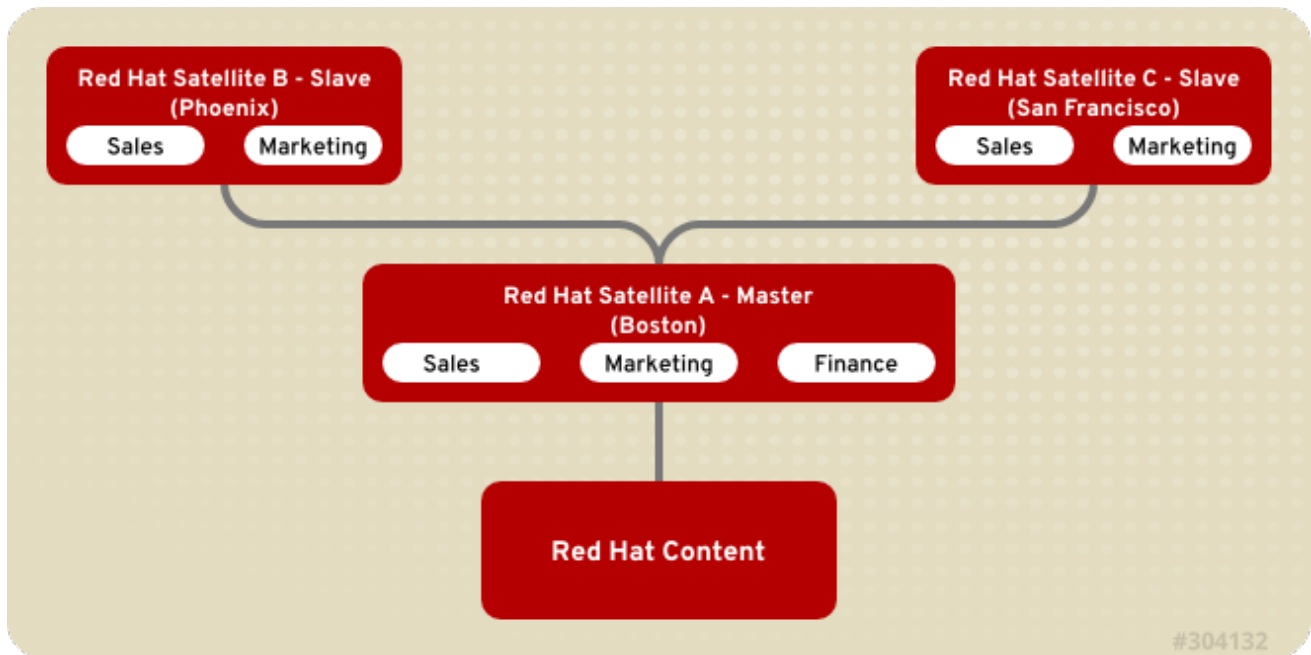 Red Hat Satellite B - Slave
(Phoenix)
Sales
Marketing
Red Hat Satellite C - Slave
(San Francisco)
Sales
Marketing
Red Hat Satellite A - Master
(Boston)
Sales
Marketing
Finance
Red Hat Content
#304132